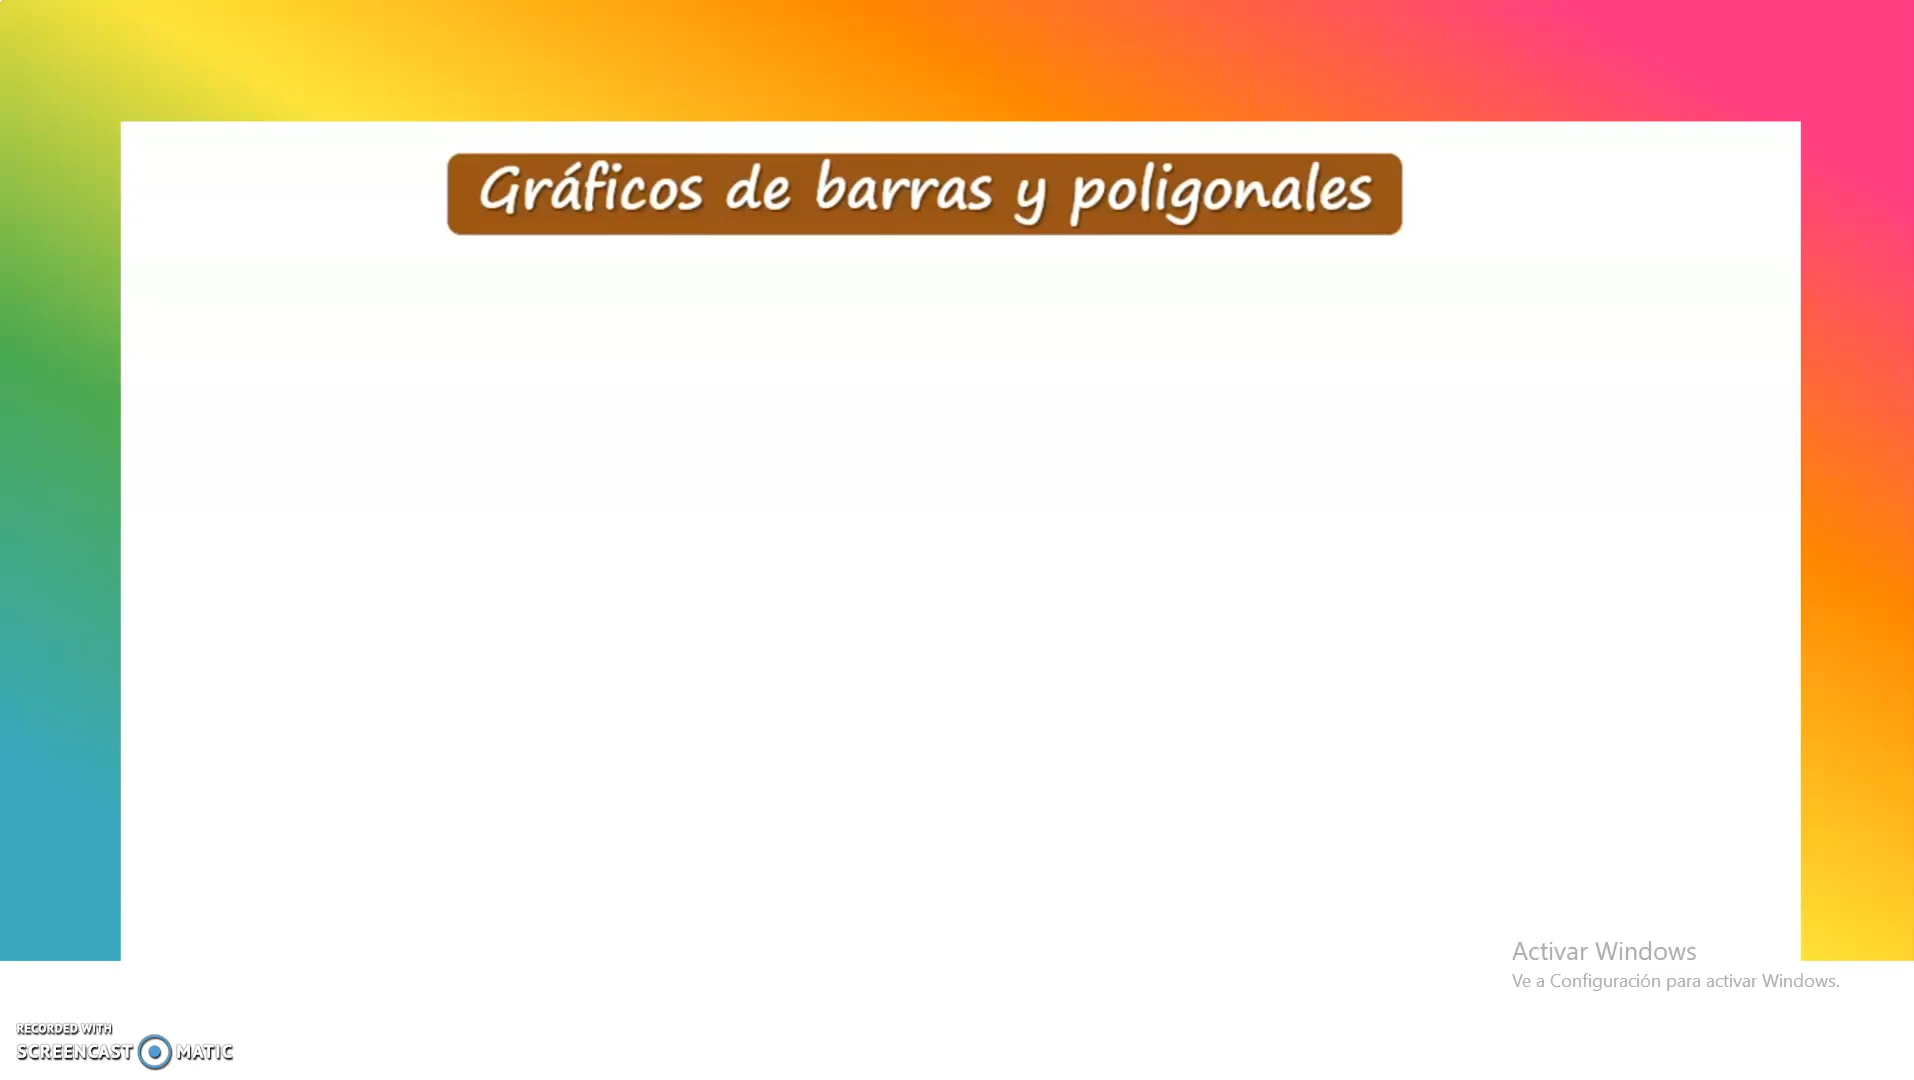 Gráficos de barras y poligonales
Activar Windows
Ve a Configuración para activar Windows.
RECORDED WITH
SCREENCAST MATIC